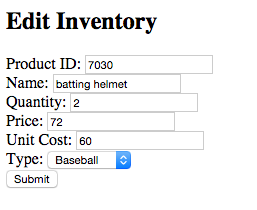 Edit Inventory
Product ID: 7030
Name: batting helmet
Quantity: 2
Price: 72
Unit Cost: 60
Type: Baseball
Submit